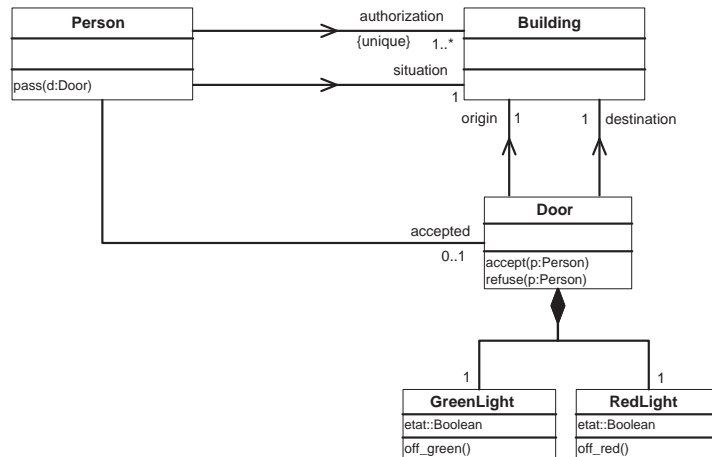 Person
authorization
Building
{unique}
1..*
situation
pass(d:Door)
1
origin
1
1
destination
Door
accepted
0..1
accept(p:Person)
refuse(p:Person)
1
1
GreenLight
RedLight
etat::Boolean
etat::Boolean
off_green()
off_red()